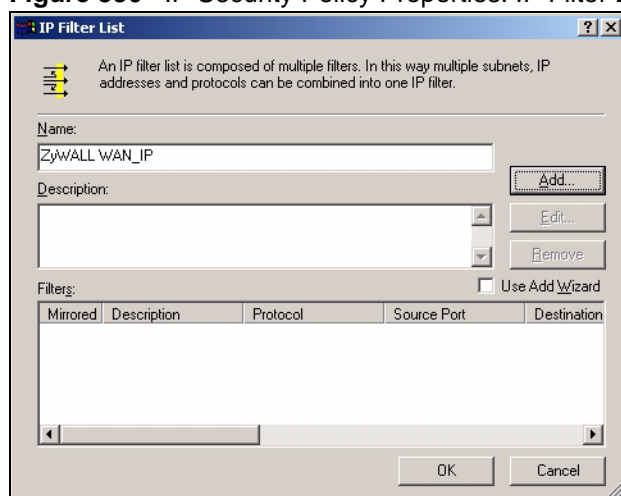 IP Filter List
An IP filter list is composed of multiple filters. In this way multiple subnets, IP
addresses and protocols can be combined into one IP filter.
Name:
ZyWALL WAN_IP
Add...
Description:
Edit...
Remove
Filters:
Use Add Wizard
Mirrored Description Protocol Source Port Destination
OK Cancel